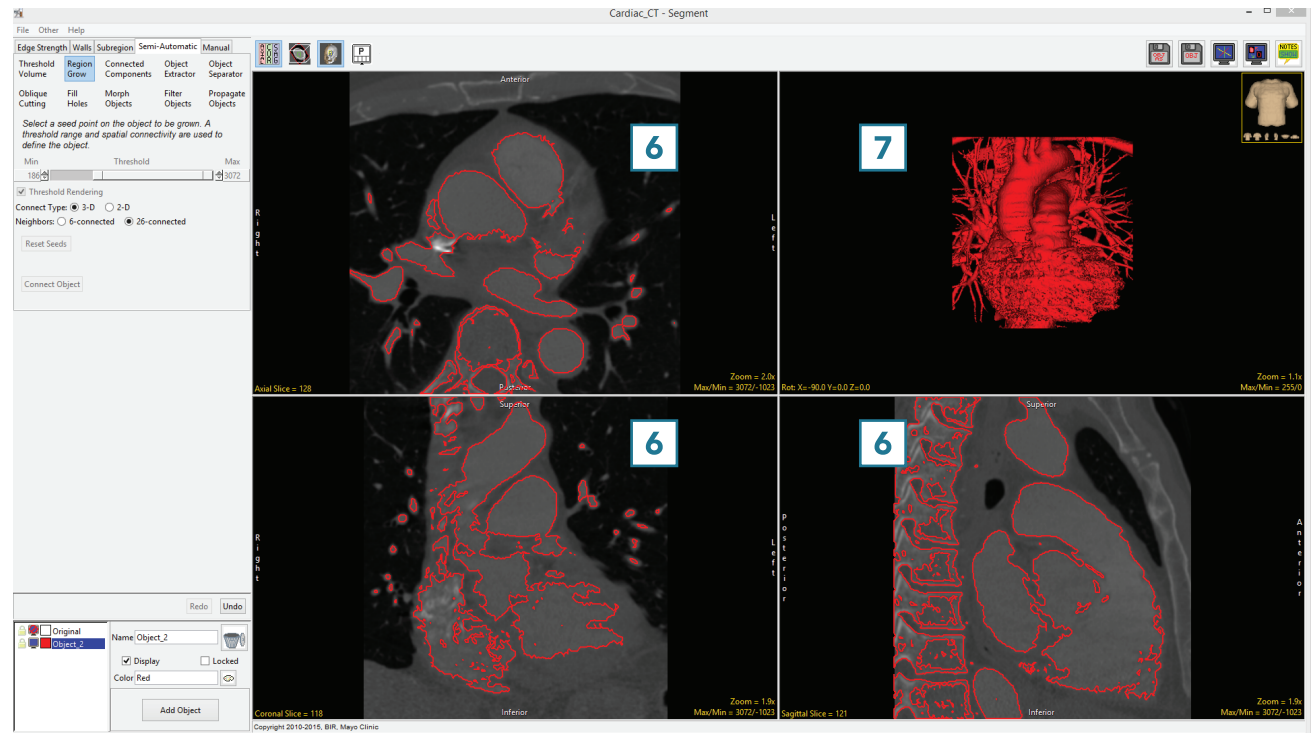 Cardiac_CT - Segment
File Other Help
Edge Strength Walls Subregion Semi-Automatic Manual
Threshold Volume Region Grow Connected Components Object Extractor Object Separator
Oblique Cutting Fill Holes Morph Objects Filter Objects Propagate Objects
Select a seed point on the object to be grown. A
threshold range and spatial connectivity are used to
define the object.
Min Threshold Max
186 3072
Threshold Rendering
Connect Type: 3-D 2-D
Neighbors: 6-connected 26-connected
Reset Seeds
Connect Object
Redo Undo
Original
Object_2
Name Object_2
Display Locked
Color Red
Add Object
P
NOTES
Anterior
6
Right
Left
Posterior
Axial Slice = 128
Zoom = 2.0x
Max/Min = 3072/-1023
7
Rot: X=-90.0 Y=0.0 Z=0.0
Zoom = 1.1x
Max/Min = 255/0
Superior
6
Right
Left
Inferior
Coronal Slice = 118
Zoom = 1.9x
Max/Min = 3072/-1023
Superior
6
Posterior
Anterior
Inferior
Sagittal Slice = 121
Zoom = 1.9x
Max/Min = 3072/-1023
Copyright 2010-2015, BIR, Mayo Clinic